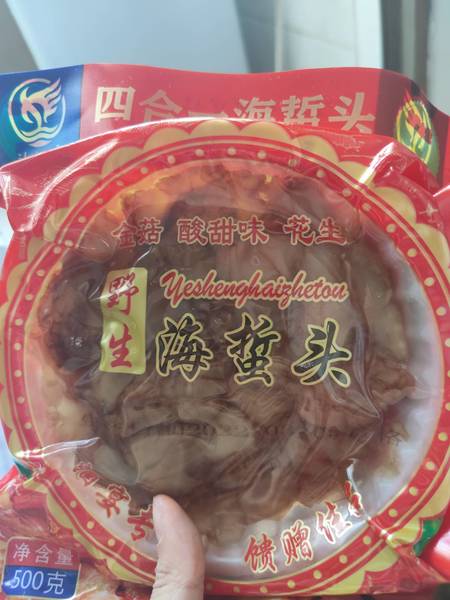 四合一海蜇头
金菇 酸甜味 花生
野生
Yeshenghaizhetou
海蜇头
馈赠佳
净含量
500克